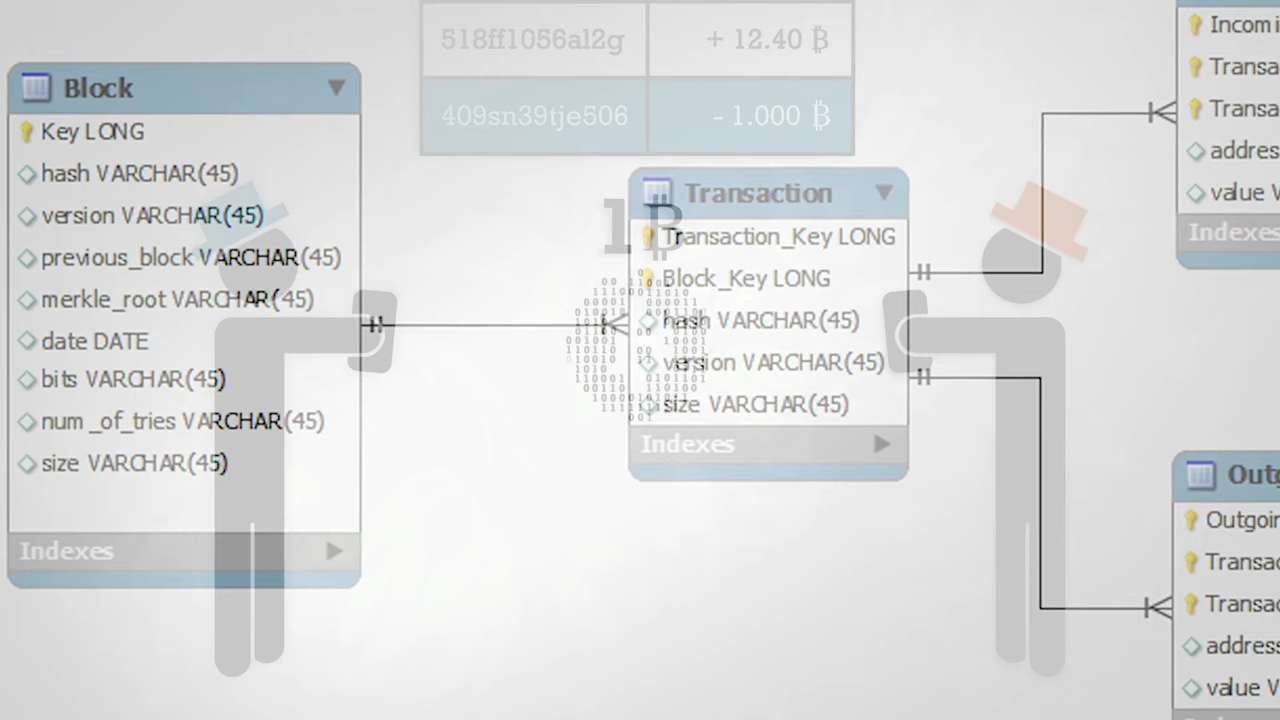 518ff1056al2g + 12.40 ₿
409sn39tje506 - 1.000 ₿
Block
Key LONG
hash VARCHAR(45)
version VARCHAR(45)
previous_block VARCHAR(45)
merkle_root VARCHAR(45)
date DATE
bits VARCHAR(45)
num_of_tries VARCHAR(45)
size VARCHAR(45)
Indexes
1₿
Transaction
Transaction_Key LONG
Block_Key LONG
hash VARCHAR(45)
version VARCHAR(45)
size VARCHAR(45)
Indexes
Incomi
Transa
Transa
addres
value V
Indexes
Outg
Outgoin
Transac
Transac
address
value V